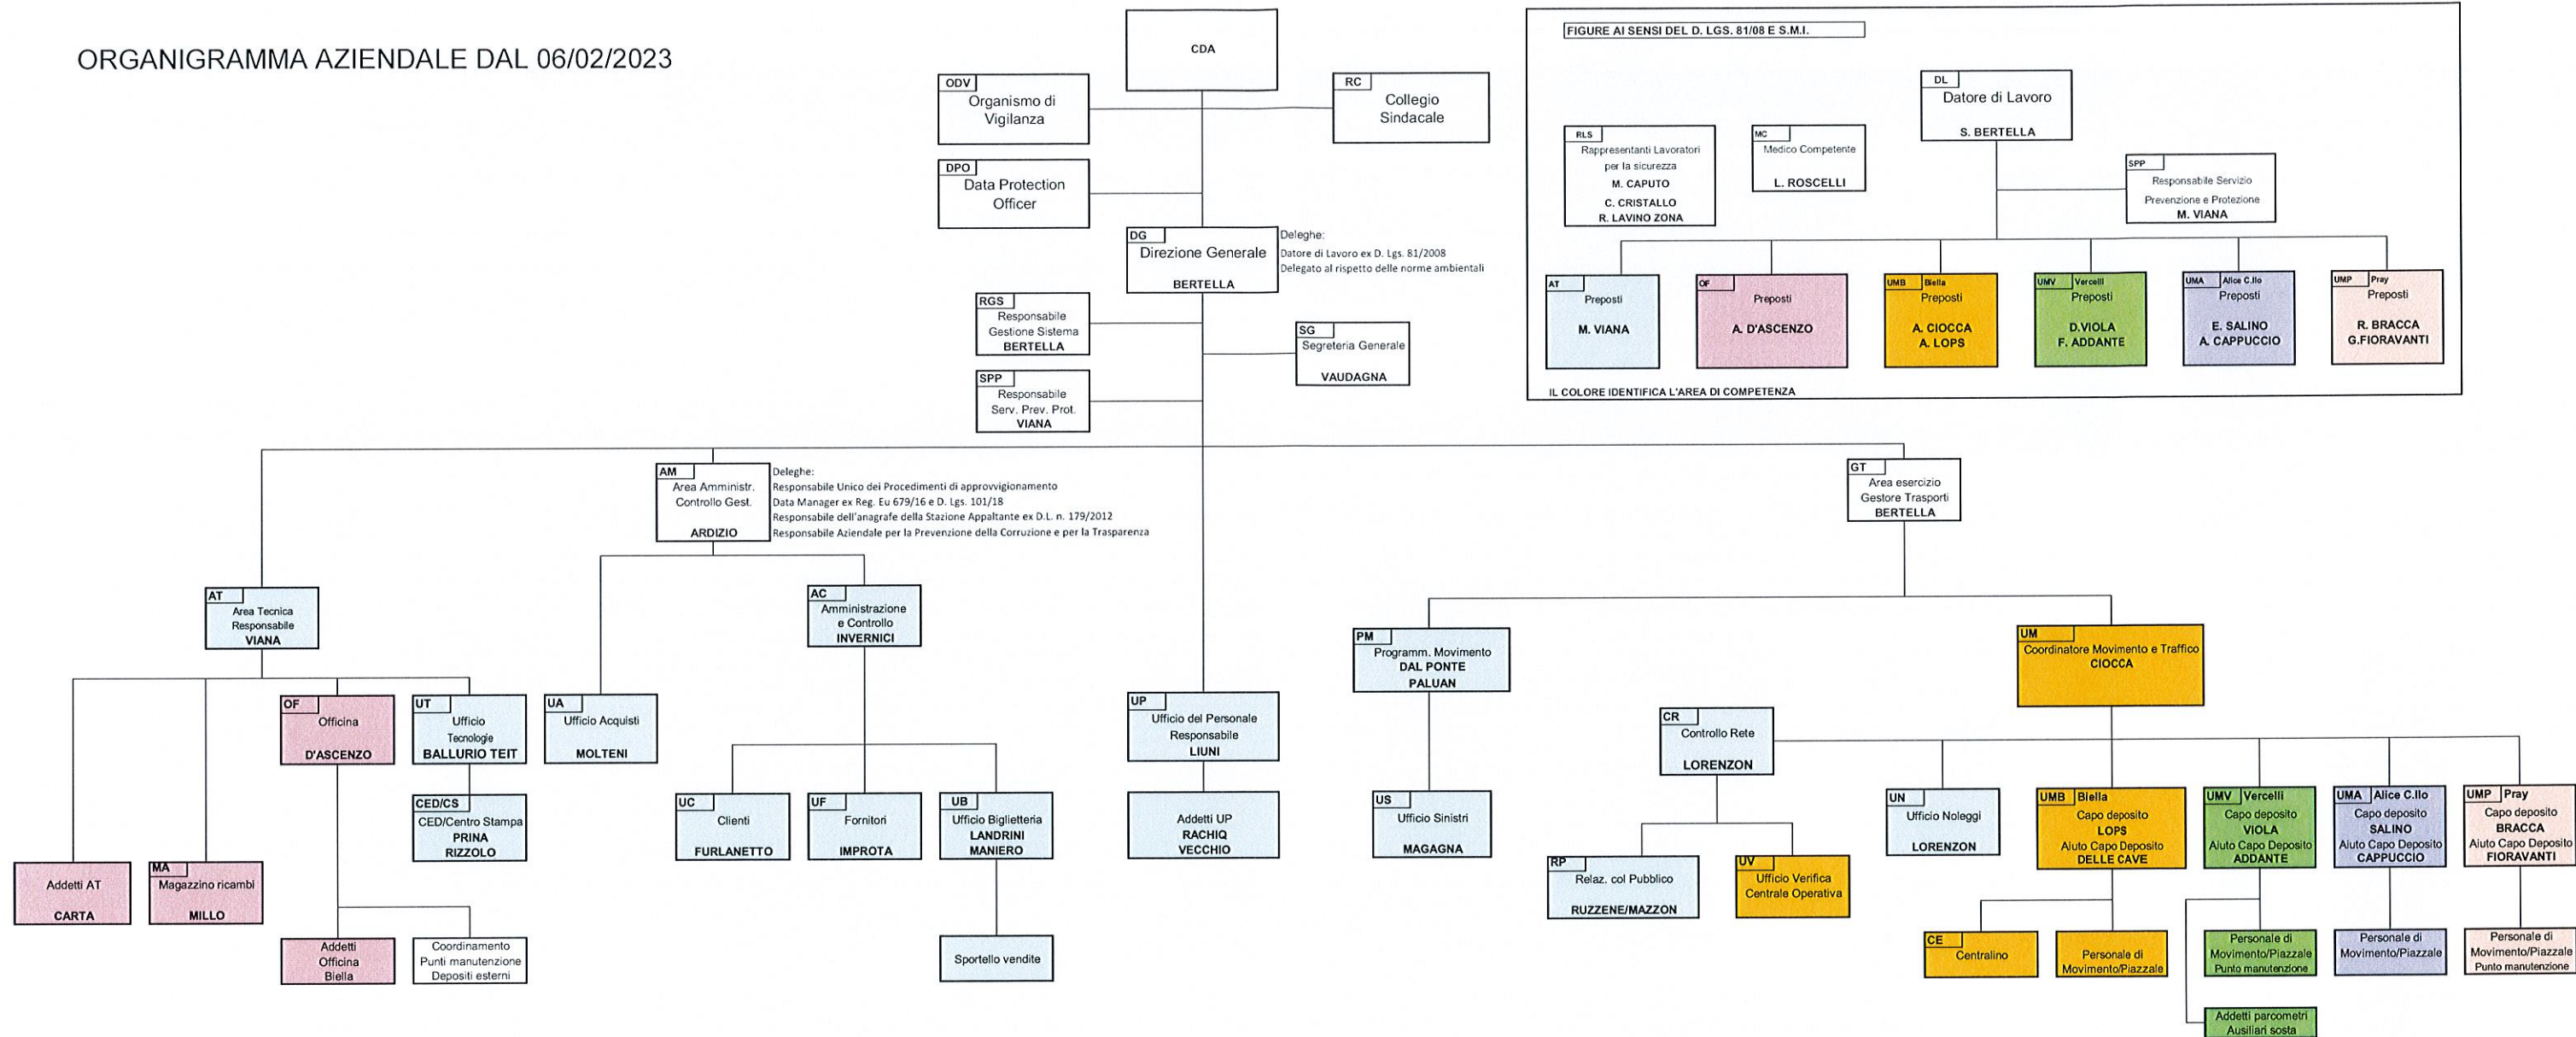 ORGANIGRAMMA AZIENDALE DAL 06/02/2023
CDA
ODV
Organismo di
Vigilanza
RC
Collegio
Sindacale
DPO
Data Protection
Officer
DG
Direzione Generale
BERTELLA
Deleghe:
Datore di Lavoro ex D. Lgs. 81/2008
Delegato al rispetto delle norme ambientali
RGS
Responsabile
Gestione Sistema
BERTELLA
SG
Segreteria Generale
VAUDAGNA
SPP
Responsabile
Serv. Prev. Prot.
VIANA
FIGURE AI SENSI DEL D. LGS. 81/08 E S.M.I.
DL
Datore di Lavoro
S. BERTELLA
RLS
Rappresentanti Lavoratori
per la sicurezza
M. CAPUTO
C. CRISTALLO
R. LAVINO ZONA
MC
Medico Competente
L. ROSCELLI
SPP
Responsabile Servizio
Prevenzione e Protezione
M. VIANA
AT
Preposti
M. VIANA
OF
Preposti
A. D'ASCENZO
UMB Biella
Preposti
A. CIOCCA
A. LOPS
UMV Vercelli
Preposti
D.VIOLA
F. ADDANTE
UMA Alice C.llo
Preposti
E. SALINO
A. CAPPUCCIO
UMP Pray
Preposti
R. BRACCA
G.FIORAVANTI
IL COLORE IDENTIFICA L'AREA DI COMPETENZA
AM
Area Amministr.
Controllo Gest.
ARDIZIO
Deleghe:
Responsabile Unico dei Procedimenti di approvvigionamento
Data Manager ex Reg. Eu 679/16 e D. Lgs. 101/18
Responsabile dell'anagrafe della Stazione Appaltante ex D.L. n. 179/2012
Responsabile Aziendale per la Prevenzione della Corruzione e per la Trasparenza
GT
Area esercizio
Gestore Trasporti
BERTELLA
AT
Area Tecnica
Responsabile
VIANA
AC
Amministrazione
e Controllo
INVERNICI
PM
Programm. Movimento
DAL PONTE
PALUAN
UM
Coordinatore Movimento e Traffico
CIOCCA
OF
Officina
D'ASCENZO
UT
Ufficio
Tecnologie
BALLURIO TEIT
UA
Ufficio Acquisti
MOLTENI
UP
Ufficio del Personale
Responsabile
LIUNI
CR
Controllo Rete
LORENZON
CED/CS
CED/Centro Stampa
PRINA
RIZZOLO
UC
Clienti
FURLANETTO
UF
Fornitori
IMPROTA
UB
Ufficio Biglietteria
LANDRINI
MANIERO
Addetti UP
RACHIQ
VECCHIO
US
Ufficio Sinistri
MAGAGNA
UN
Ufficio Noleggi
LORENZON
UMB Biella
Capo deposito
LOPS
Aiuto Capo Deposito
DELLE CAVE
UMV Vercelli
Capo deposito
VIOLA
Aiuto Capo Deposito
ADDANTE
UMA Alice C.llo
Capo deposito
SALINO
Aiuto Capo Deposito
CAPPUCCIO
UMP Pray
Capo deposito
BRACCA
Aiuto Capo Deposito
FIORAVANTI
Addetti AT
CARTA
MA
Magazzino ricambi
MILLO
RP
Relaz. col Pubblico
RUZZENE/MAZZON
UV
Ufficio Verifica
Centrale Operativa
Addetti
Officina
Biella
Coordinamento
Punti manutenzione
Depositi esterni
Sportello vendite
CE
Centralino
Personale di
Movimento/Piazzale
Personale di
Movimento/Piazzale
Punto manutenzione
Personale di
Movimento/Piazzale
Personale di
Movimento/Piazzale
Punto manutenzione
Addetti parcometri
Ausiliari sosta